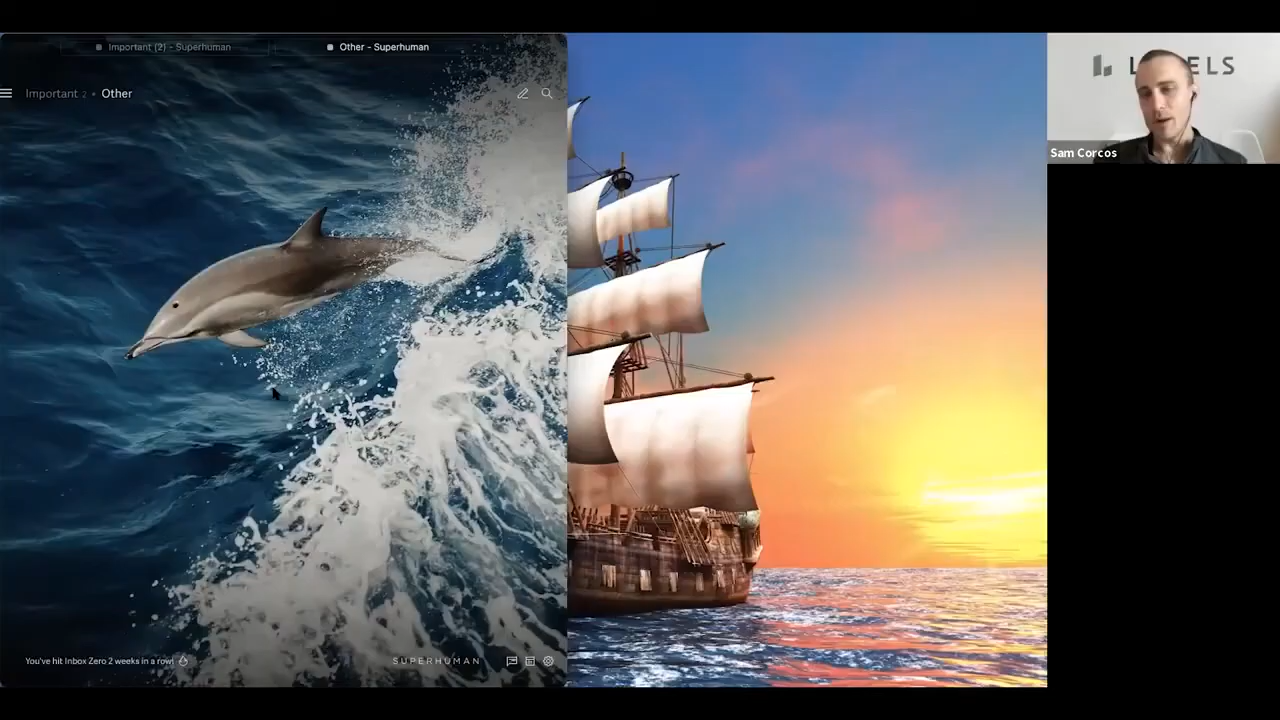 Important (2) - Superhuman
Other - Superhuman
Important 2 • Other
You've hit Inbox Zero 2 weeks in a row!
SUPERHUMAN
LEVELS
Sam Corcos